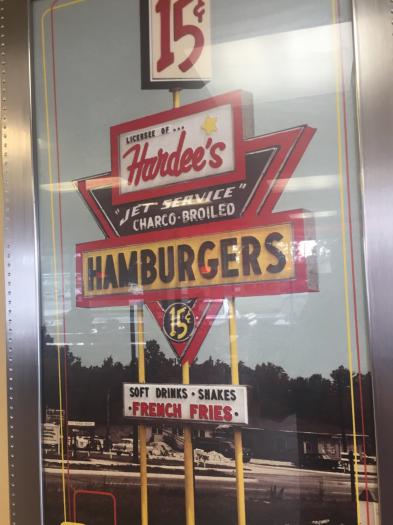 15¢
LICENSEE OF...
Hardee's
"JET SERVICE"
CHARCO-BROILED
HAMBURGERS
15¢
SOFT DRINKS • SHAKES
• FRENCH FRIES •